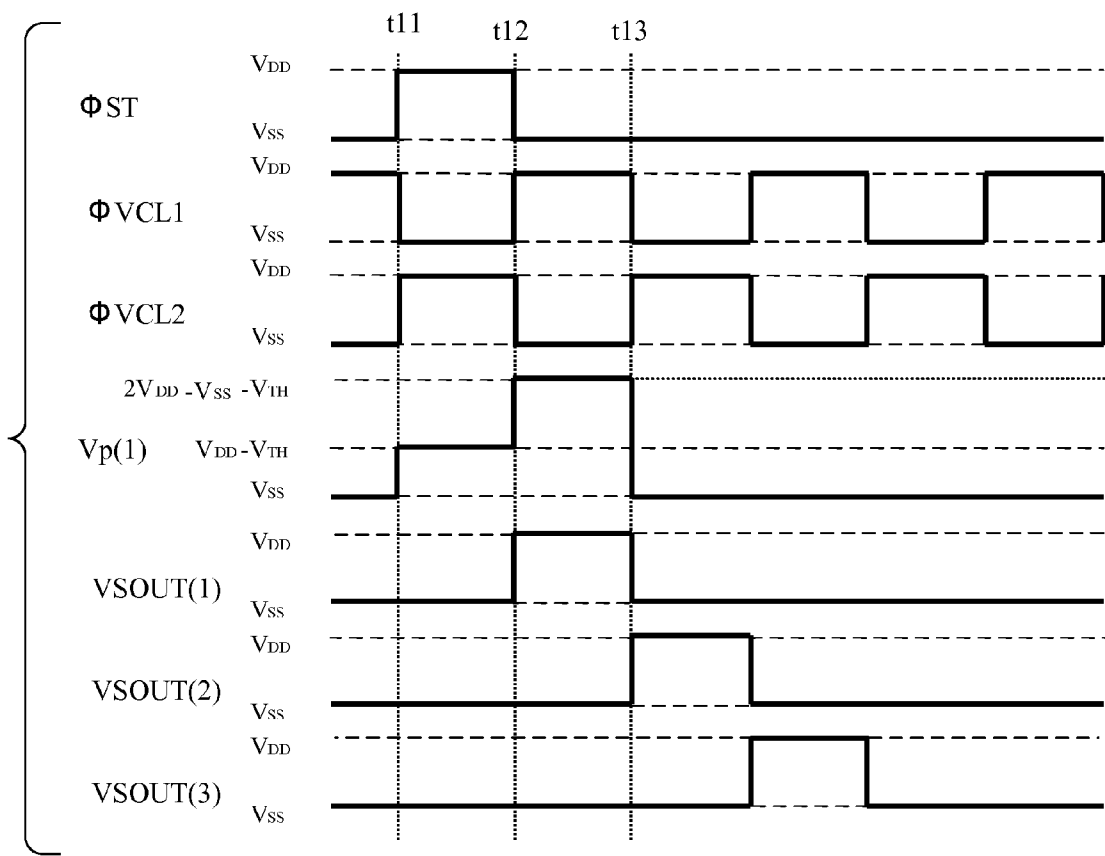 t11 t12 t13
VDD
ΦST
VSS
VDD
ΦVCL1
VSS
VDD
ΦVCL2
VSS
2VDD -VSS -VTH
Vp(1) VDD -VTH
VSS
VDD
VSOUT(1)
VSS
VDD
VSOUT(2)
VSS
VDD
VSOUT(3)
VSS